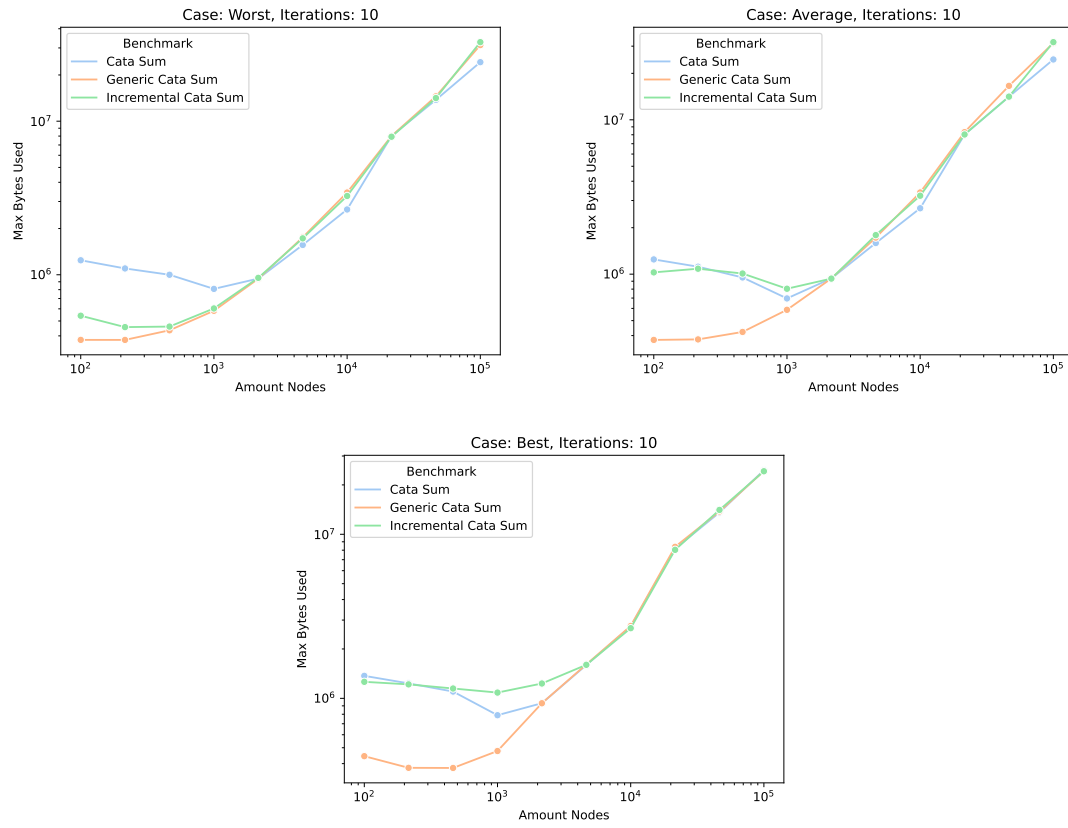 Case: Worst, Iterations: 10
Benchmark
Cata Sum
Generic Cata Sum
Incremental Cata Sum
Max Bytes Used
10^7
10^6
10^2
10^3
10^4
10^5
Amount Nodes
Case: Average, Iterations: 10
Benchmark
Cata Sum
Generic Cata Sum
Incremental Cata Sum
Max Bytes Used
10^7
10^6
10^2
10^3
10^4
10^5
Amount Nodes
Case: Best, Iterations: 10
Benchmark
Cata Sum
Generic Cata Sum
Incremental Cata Sum
Max Bytes Used
10^7
10^6
10^2
10^3
10^4
10^5
Amount Nodes